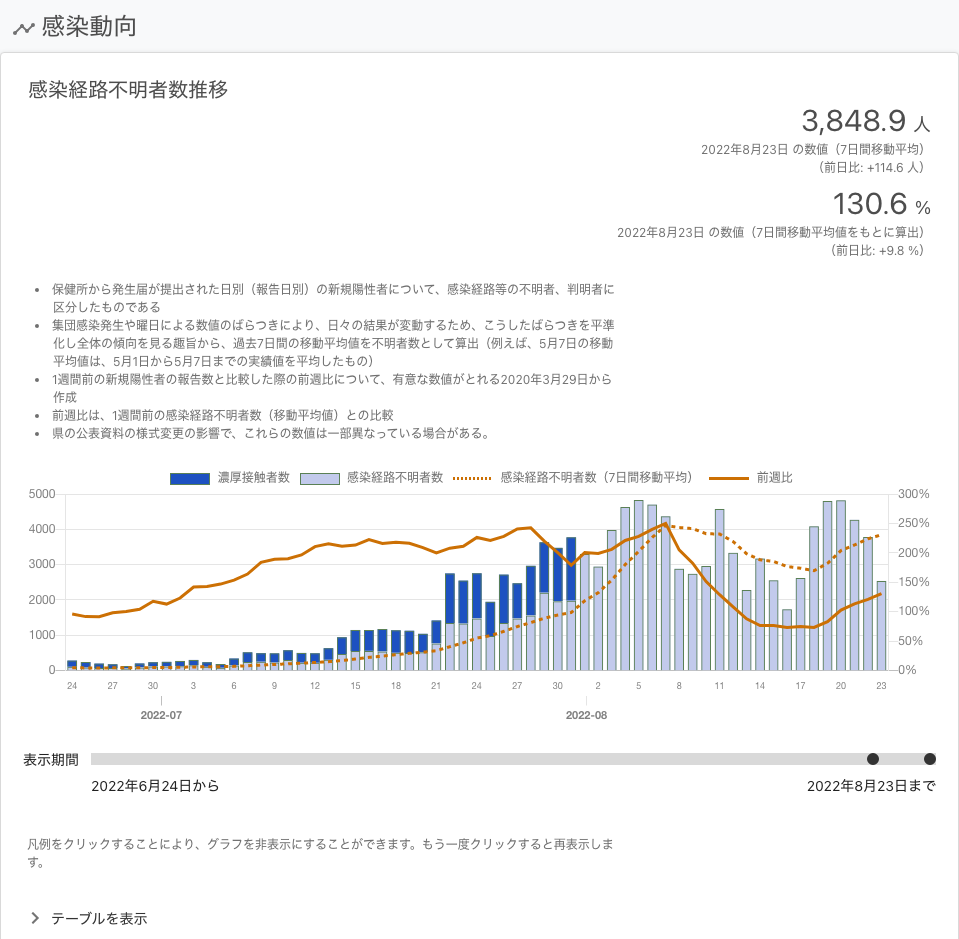 感染動向
感染経路不明者数推移
3,848.9 人
2022年8月23日 の数値（7日間移動平均）
（前日比: +114.6 人）
130.6 %
2022年8月23日 の数値（7日間移動平均値をもとに算出）
（前日比: +9.8 %）
• 保健所から発生届が提出された日別（報告日別）の新規陽性者について、感染経路等の不明者、判明者に
区分したものである
• 集団感染発生や曜日による数値のばらつきにより、日々の結果が変動するため、こうしたばらつきを平準
化し全体の傾向を見る趣旨から、過去7日間の移動平均値を不明者数として算出（例えば、5月7日の移動
平均値は、5月1日から5月7日までの実績値を平均したもの）
• 1週間前の新規陽性者の報告数と比較した際の前週比について、有意な数値がとれる2020年3月29日から
作成
• 前週比は、1週間前の感染経路不明者数（移動平均値）との比較
• 県の公表資料の様式変更の影響で、これらの数値は一部異なっている場合がある。
濃厚接触者数 感染経路不明者数 感染経路不明者数（7日間移動平均） 前週比
5000 300%
250%
4000
200%
3000
150%
2000
100%
1000
50%
0 0%
24 27 30 3 6 9 12 15 18 21 24 27 30 2 5 8 11 14 17 20 23
2022-07 2022-08
表示期間
2022年6月24日から 2022年8月23日まで
凡例をクリックすることにより、グラフを非表示にすることができます。もう一度クリックすると再表示しま
す。
テーブルを表示